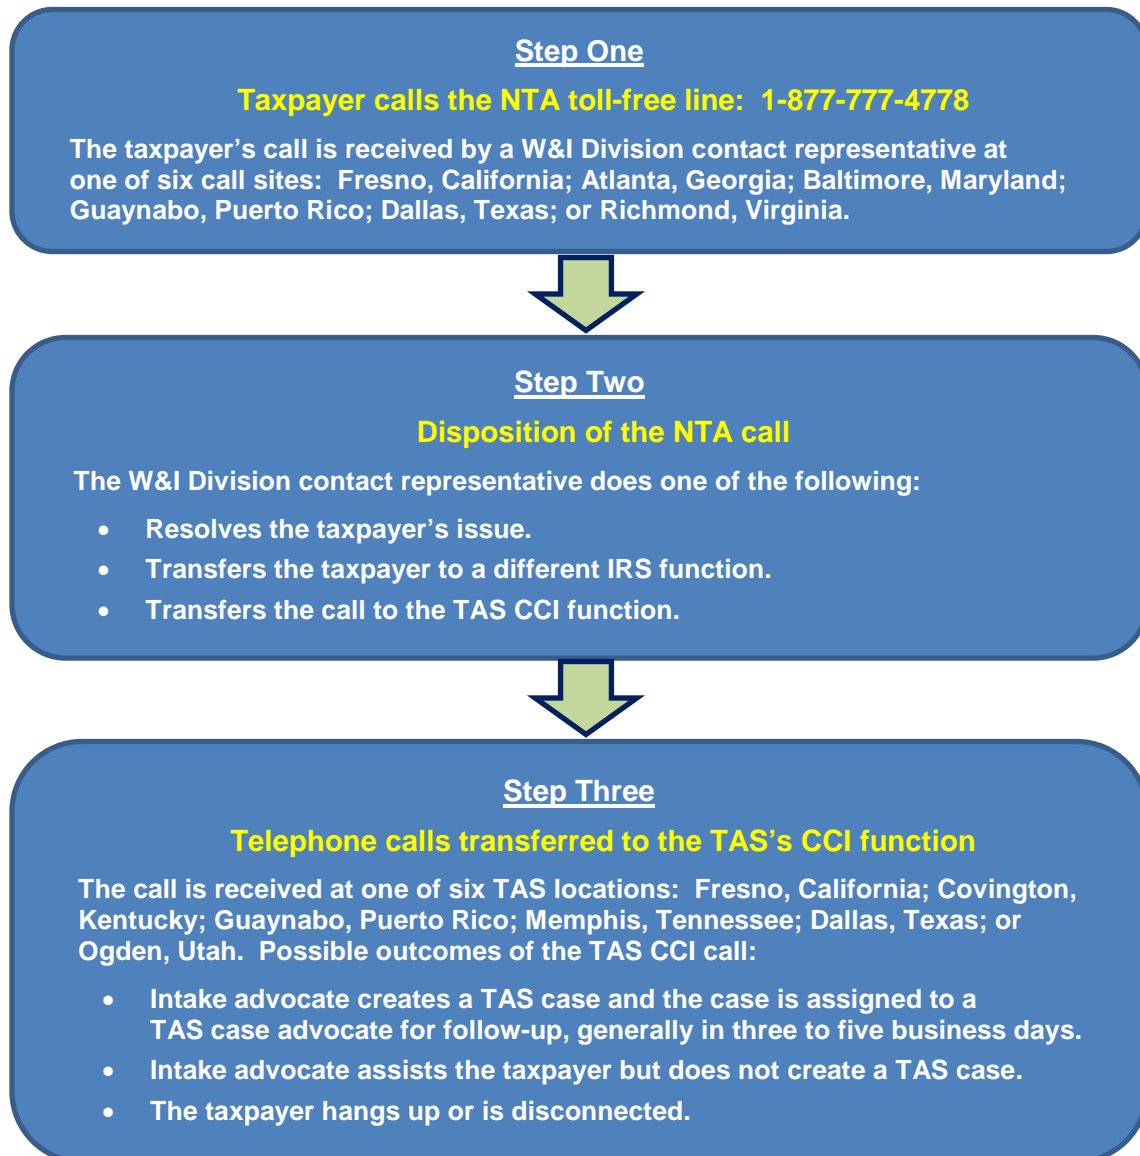 Step One
Taxpayer calls the NTA toll-free line:  1-877-777-4778
The taxpayer's call is received by a W&I Division contact representative at
one of six call sites:  Fresno, California; Atlanta, Georgia; Baltimore, Maryland;
Guaynabo, Puerto Rico; Dallas, Texas; or Richmond, Virginia.
Step Two
Disposition of the NTA call
The W&I Division contact representative does one of the following:
• Resolves the taxpayer's issue.
• Transfers the taxpayer to a different IRS function.
• Transfers the call to the TAS CCI function.
Step Three
Telephone calls transferred to the TAS's CCI function
The call is received at one of six TAS locations:  Fresno, California; Covington,
Kentucky; Guaynabo, Puerto Rico; Memphis, Tennessee; Dallas, Texas; or
Ogden, Utah.  Possible outcomes of the TAS CCI call:
• Intake advocate creates a TAS case and the case is assigned to a
TAS case advocate for follow-up, generally in three to five business days.
• Intake advocate assists the taxpayer but does not create a TAS case.
• The taxpayer hangs up or is disconnected.